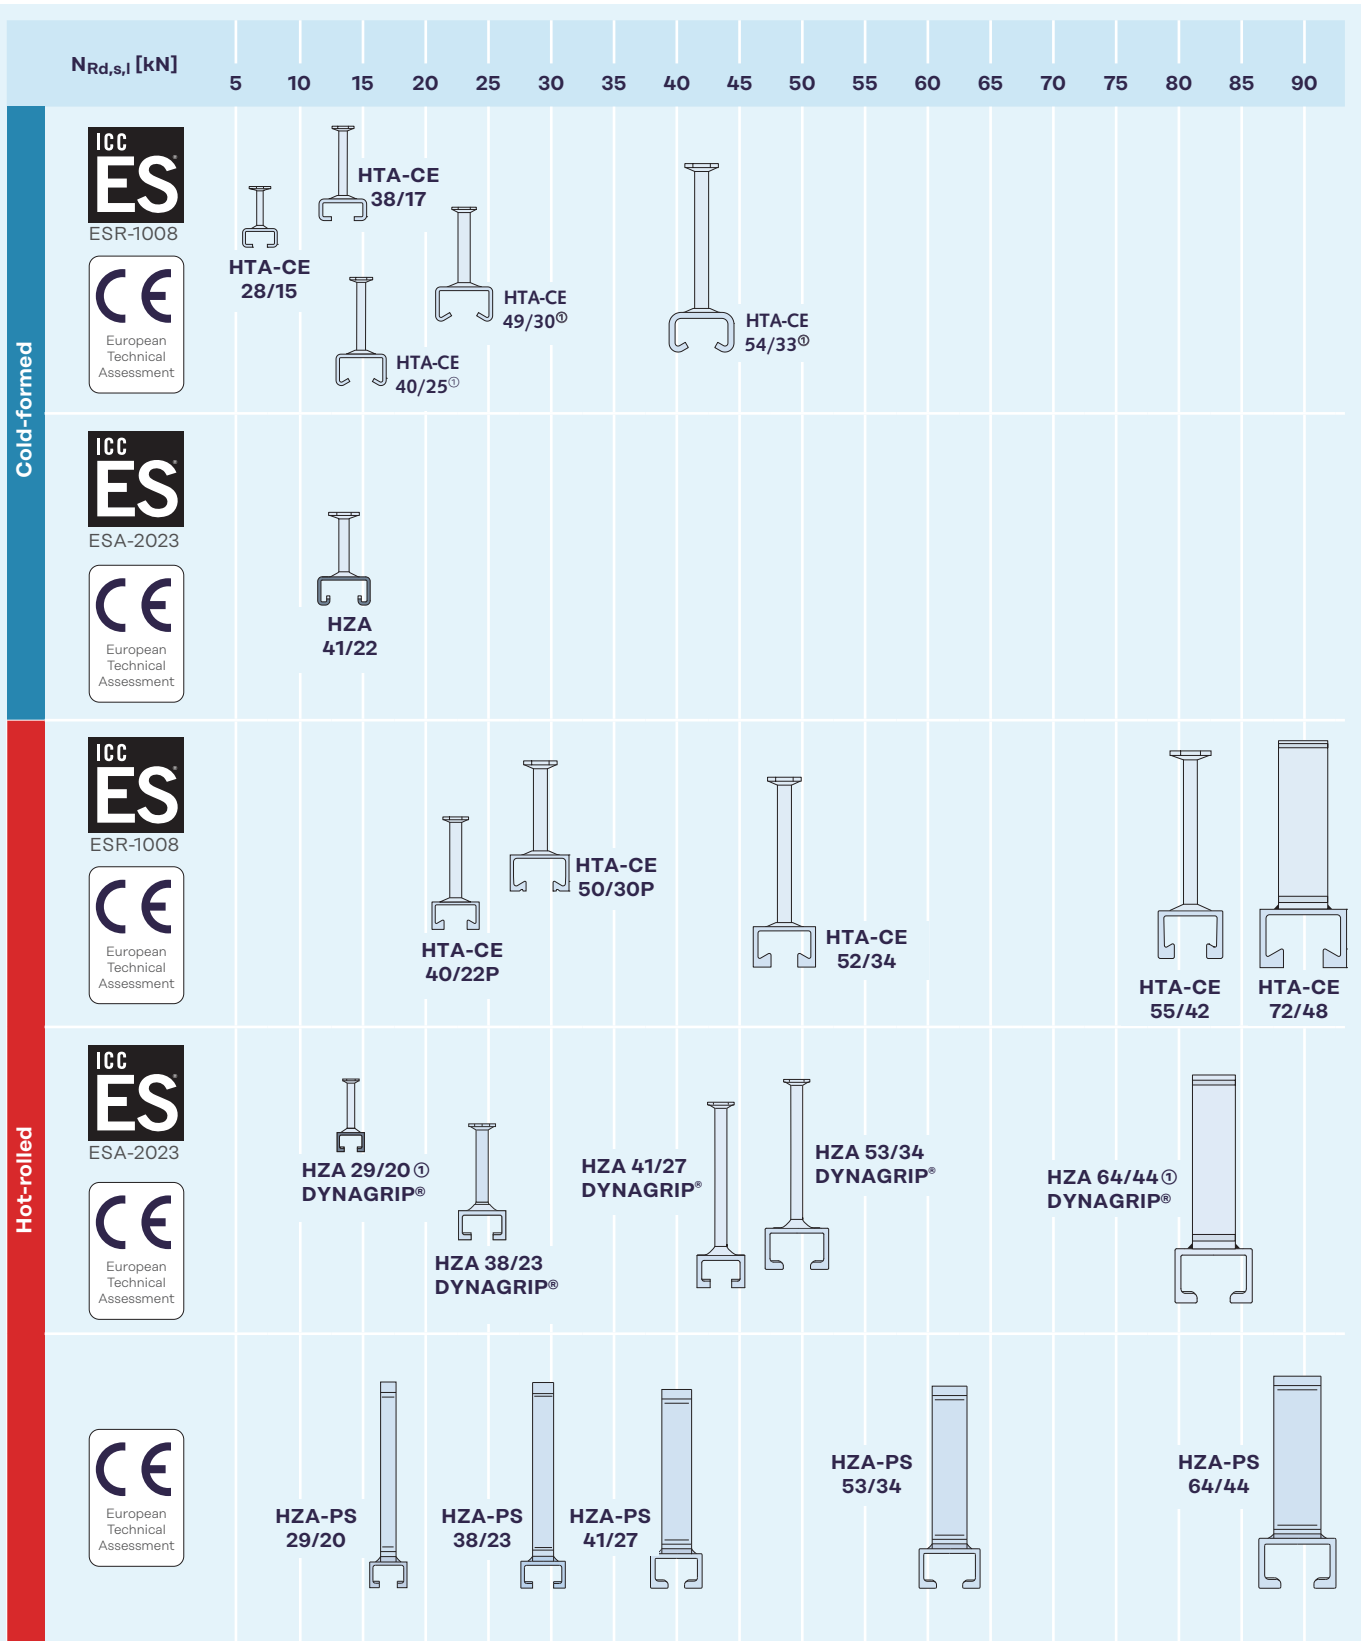 N_Rd,s,l [kN]
5 10 15 20 25 30 35 40 45 50 55 60 65 70 75 80 85 90
Cold-formed
ICC
ES®
ESR-1008
CE
European
Technical
Assessment
HTA-CE
28/15
HTA-CE
38/17
HTA-CE
40/25①
HTA-CE
49/30①
HTA-CE
54/33①
ICC
ES®
ESA-2023
CE
European
Technical
Assessment
HZA
41/22
Hot-rolled
ICC
ES®
ESR-1008
CE
European
Technical
Assessment
HTA-CE
40/22P
HTA-CE
50/30P
HTA-CE
52/34
HTA-CE
55/42
HTA-CE
72/48
ICC
ES®
ESA-2023
CE
European
Technical
Assessment
HZA 29/20①
DYNAGRIP®
HZA 38/23
DYNAGRIP®
HZA 41/27
DYNAGRIP®
HZA 53/34
DYNAGRIP®
HZA 64/44①
DYNAGRIP®
CE
European
Technical
Assessment
HZA-PS
29/20
HZA-PS
38/23
HZA-PS
41/27
HZA-PS
53/34
HZA-PS
64/44